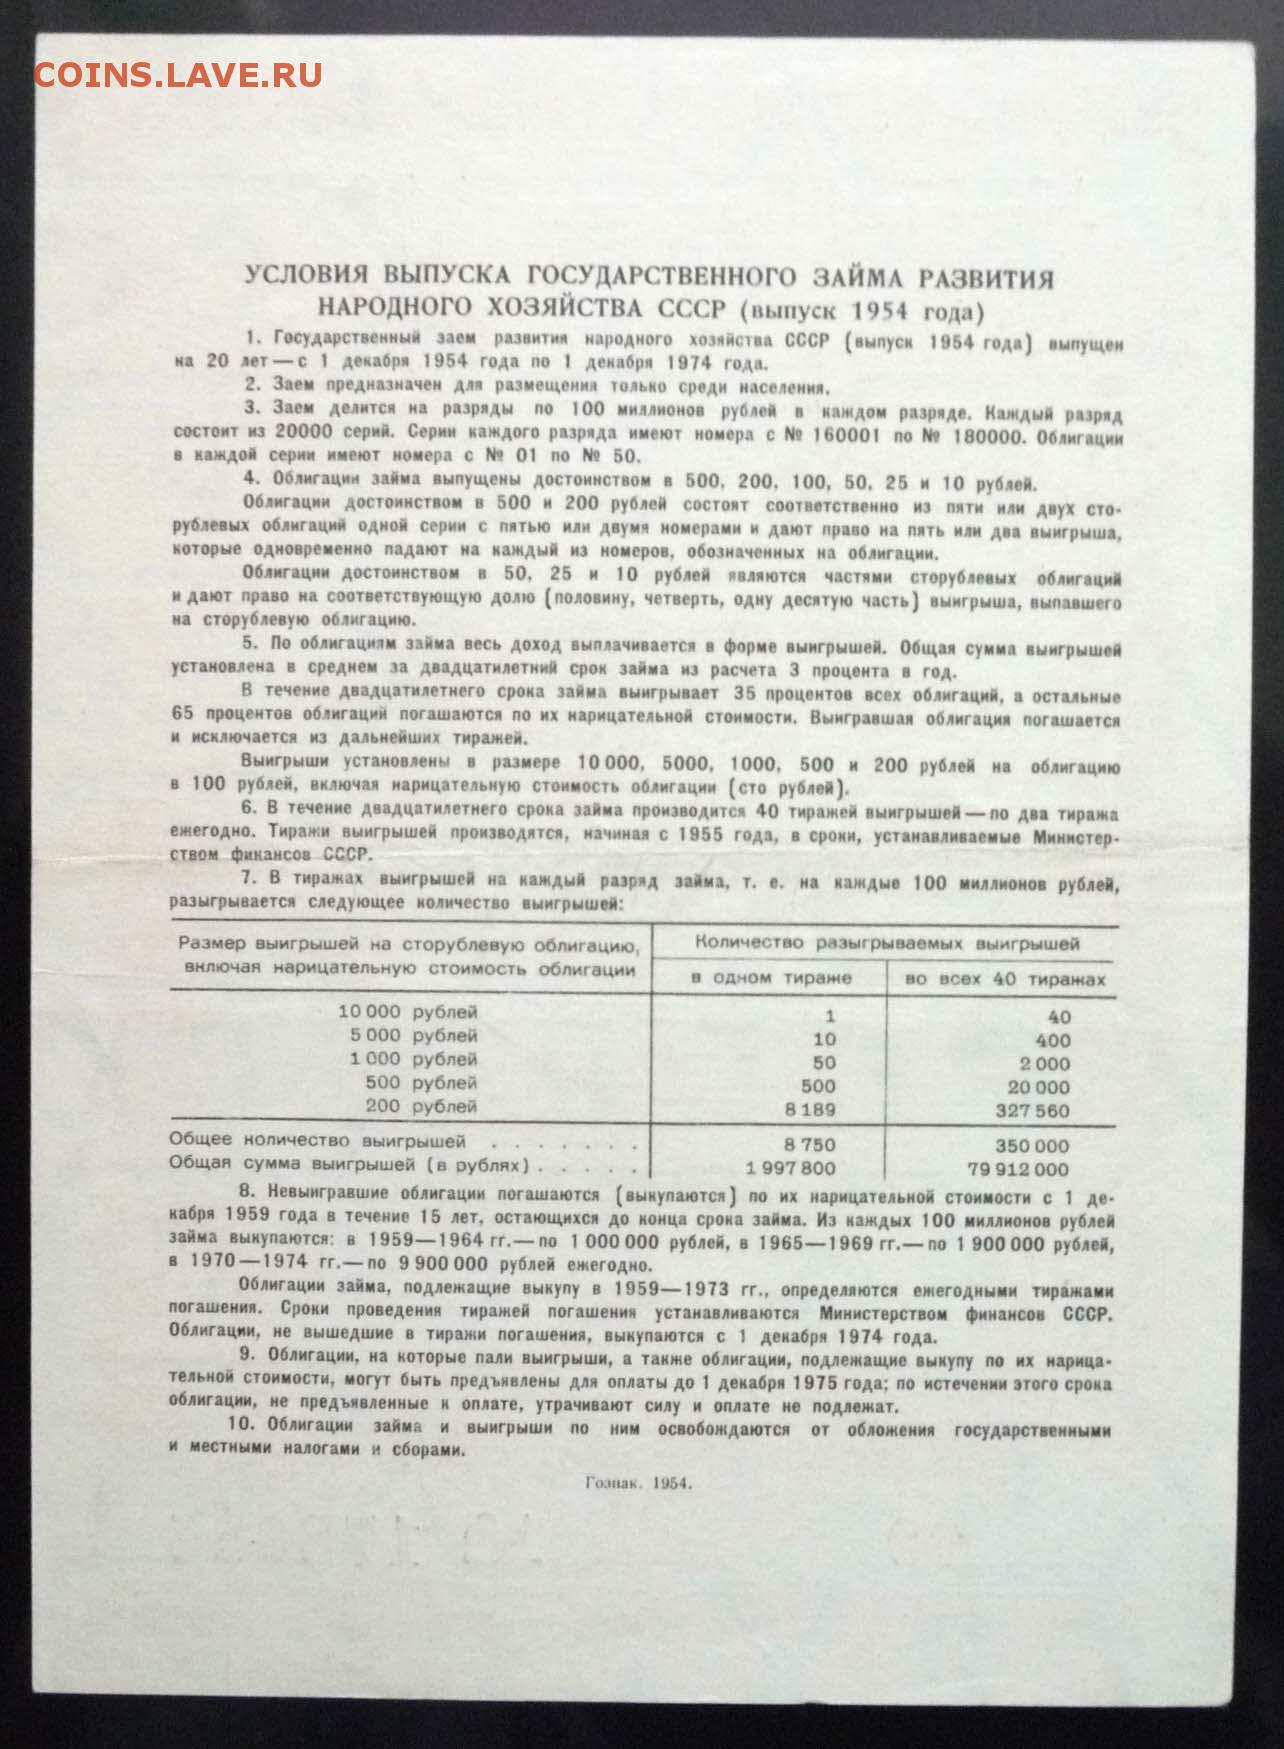 COINS.LAVE.RU
УСЛОВИЯ ВЫПУСКА ГОСУДАРСТВЕННОГО ЗАЙМА РАЗВИТИЯ
НАРОДНОГО ХОЗЯЙСТВА СССР (выпуск 1954 года)
1. Государственный заем развития народного хозяйства СССР (выпуск 1954 года) выпущен
на 20 лет — с 1 декабря 1954 года по 1 декабря 1974 года.
2. Заем предназначен для размещения только среди населения.
3. Заем делится на разряды по 100 миллионов рублей в каждом разряде. Каждый разряд
состоит из 20000 серий. Серии каждого разряда имеют номера с № 160001 по № 180000. Облигации
в каждой серии имеют номера с № 01 по № 50.
4. Облигации займа выпущены достоинством в 500, 200, 100, 50, 25 и 10 рублей.
Облигации достоинством в 500 и 200 рублей состоят соответственно из пяти или двух сто-
рублевых облигаций одной серии с пятью или двумя номерами и дают право на пять или два выигрыша,
которые одновременно падают на каждый из номеров, обозначенных на облигации.
Облигации достоинством в 50, 25 и 10 рублей являются частями сторублевых облигаций
и дают право на соответствующую долю (половину, четверть, одну десятую часть) выигрыша, выпавшего
на сторублевую облигацию.
5. По облигациям займа весь доход выплачивается в форме выигрышей. Общая сумма выигрышей
установлена в среднем за двадцатилетний срок займа из расчета 3 процента в год.
В течение двадцатилетнего срока займа выигрывает 35 процентов всех облигаций, а остальные
65 процентов облигаций погашаются по их нарицательной стоимости. Выигравшая облигация погашается
и исключается из дальнейших тиражей.
Выигрыши установлены в размере 10 000, 5000, 1000, 500 и 200 рублей на облигацию
в 100 рублей, включая нарицательную стоимость облигации (сто рублей).
6. В течение двадцатилетнего срока займа производится 40 тиражей выигрышей — по два тиража
ежегодно. Тиражи выигрышей производятся, начиная с 1955 года, в сроки, устанавливаемые Министер-
ством финансов СССР.
7. В тиражах выигрышей на каждый разряд займа, т. е. на каждые 100 миллионов рублей,
разыгрывается следующее количество выигрышей:
Размер выигрышей на сторублевую облигацию, Количество разыгрываемых выигрышей
включая нарицательную стоимость облигации в одном тираже во всех 40 тиражах
10 000 рублей 1 40
5 000 рублей 10 400
1 000 рублей 50 2 000
500 рублей 500 20 000
200 рублей 8 189 327 560
Общее количество выигрышей . . . . . . . 8 750 350 000
Общая сумма выигрышей (в рублях) . . . . . 1 997 800 79 912 000
8. Невыигравшие облигации погашаются (выкупаются) по их нарицательной стоимости с 1 де-
кабря 1959 года в течение 15 лет, остающихся до конца срока займа. Из каждых 100 миллионов рублей
займа выкупаются: в 1959—1964 гг.— по 1 000 000 рублей, в 1965—1969 гг.— по 1 900 000 рублей,
в 1970—1974 гг.— по 9 900 000 рублей ежегодно.
Облигации займа, подлежащие выкупу в 1959—1973 гг., определяются ежегодными тиражами
погашения. Сроки проведения тиражей погашения устанавливаются Министерством финансов СССР.
Облигации, не вышедшие в тиражи погашения, выкупаются с 1 декабря 1974 года.
9. Облигации, на которые пали выигрыши, а также облигации, подлежащие выкупу по их нарица-
тельной стоимости, могут быть предъявлены для оплаты до 1 декабря 1975 года; по истечении этого срока
облигации, не предъявленные к оплате, утрачивают силу и оплате не подлежат.
10. Облигации займа и выигрыши по ним освобождаются от обложения государственными
и местными налогами и сборами.
Гознак. 1954.